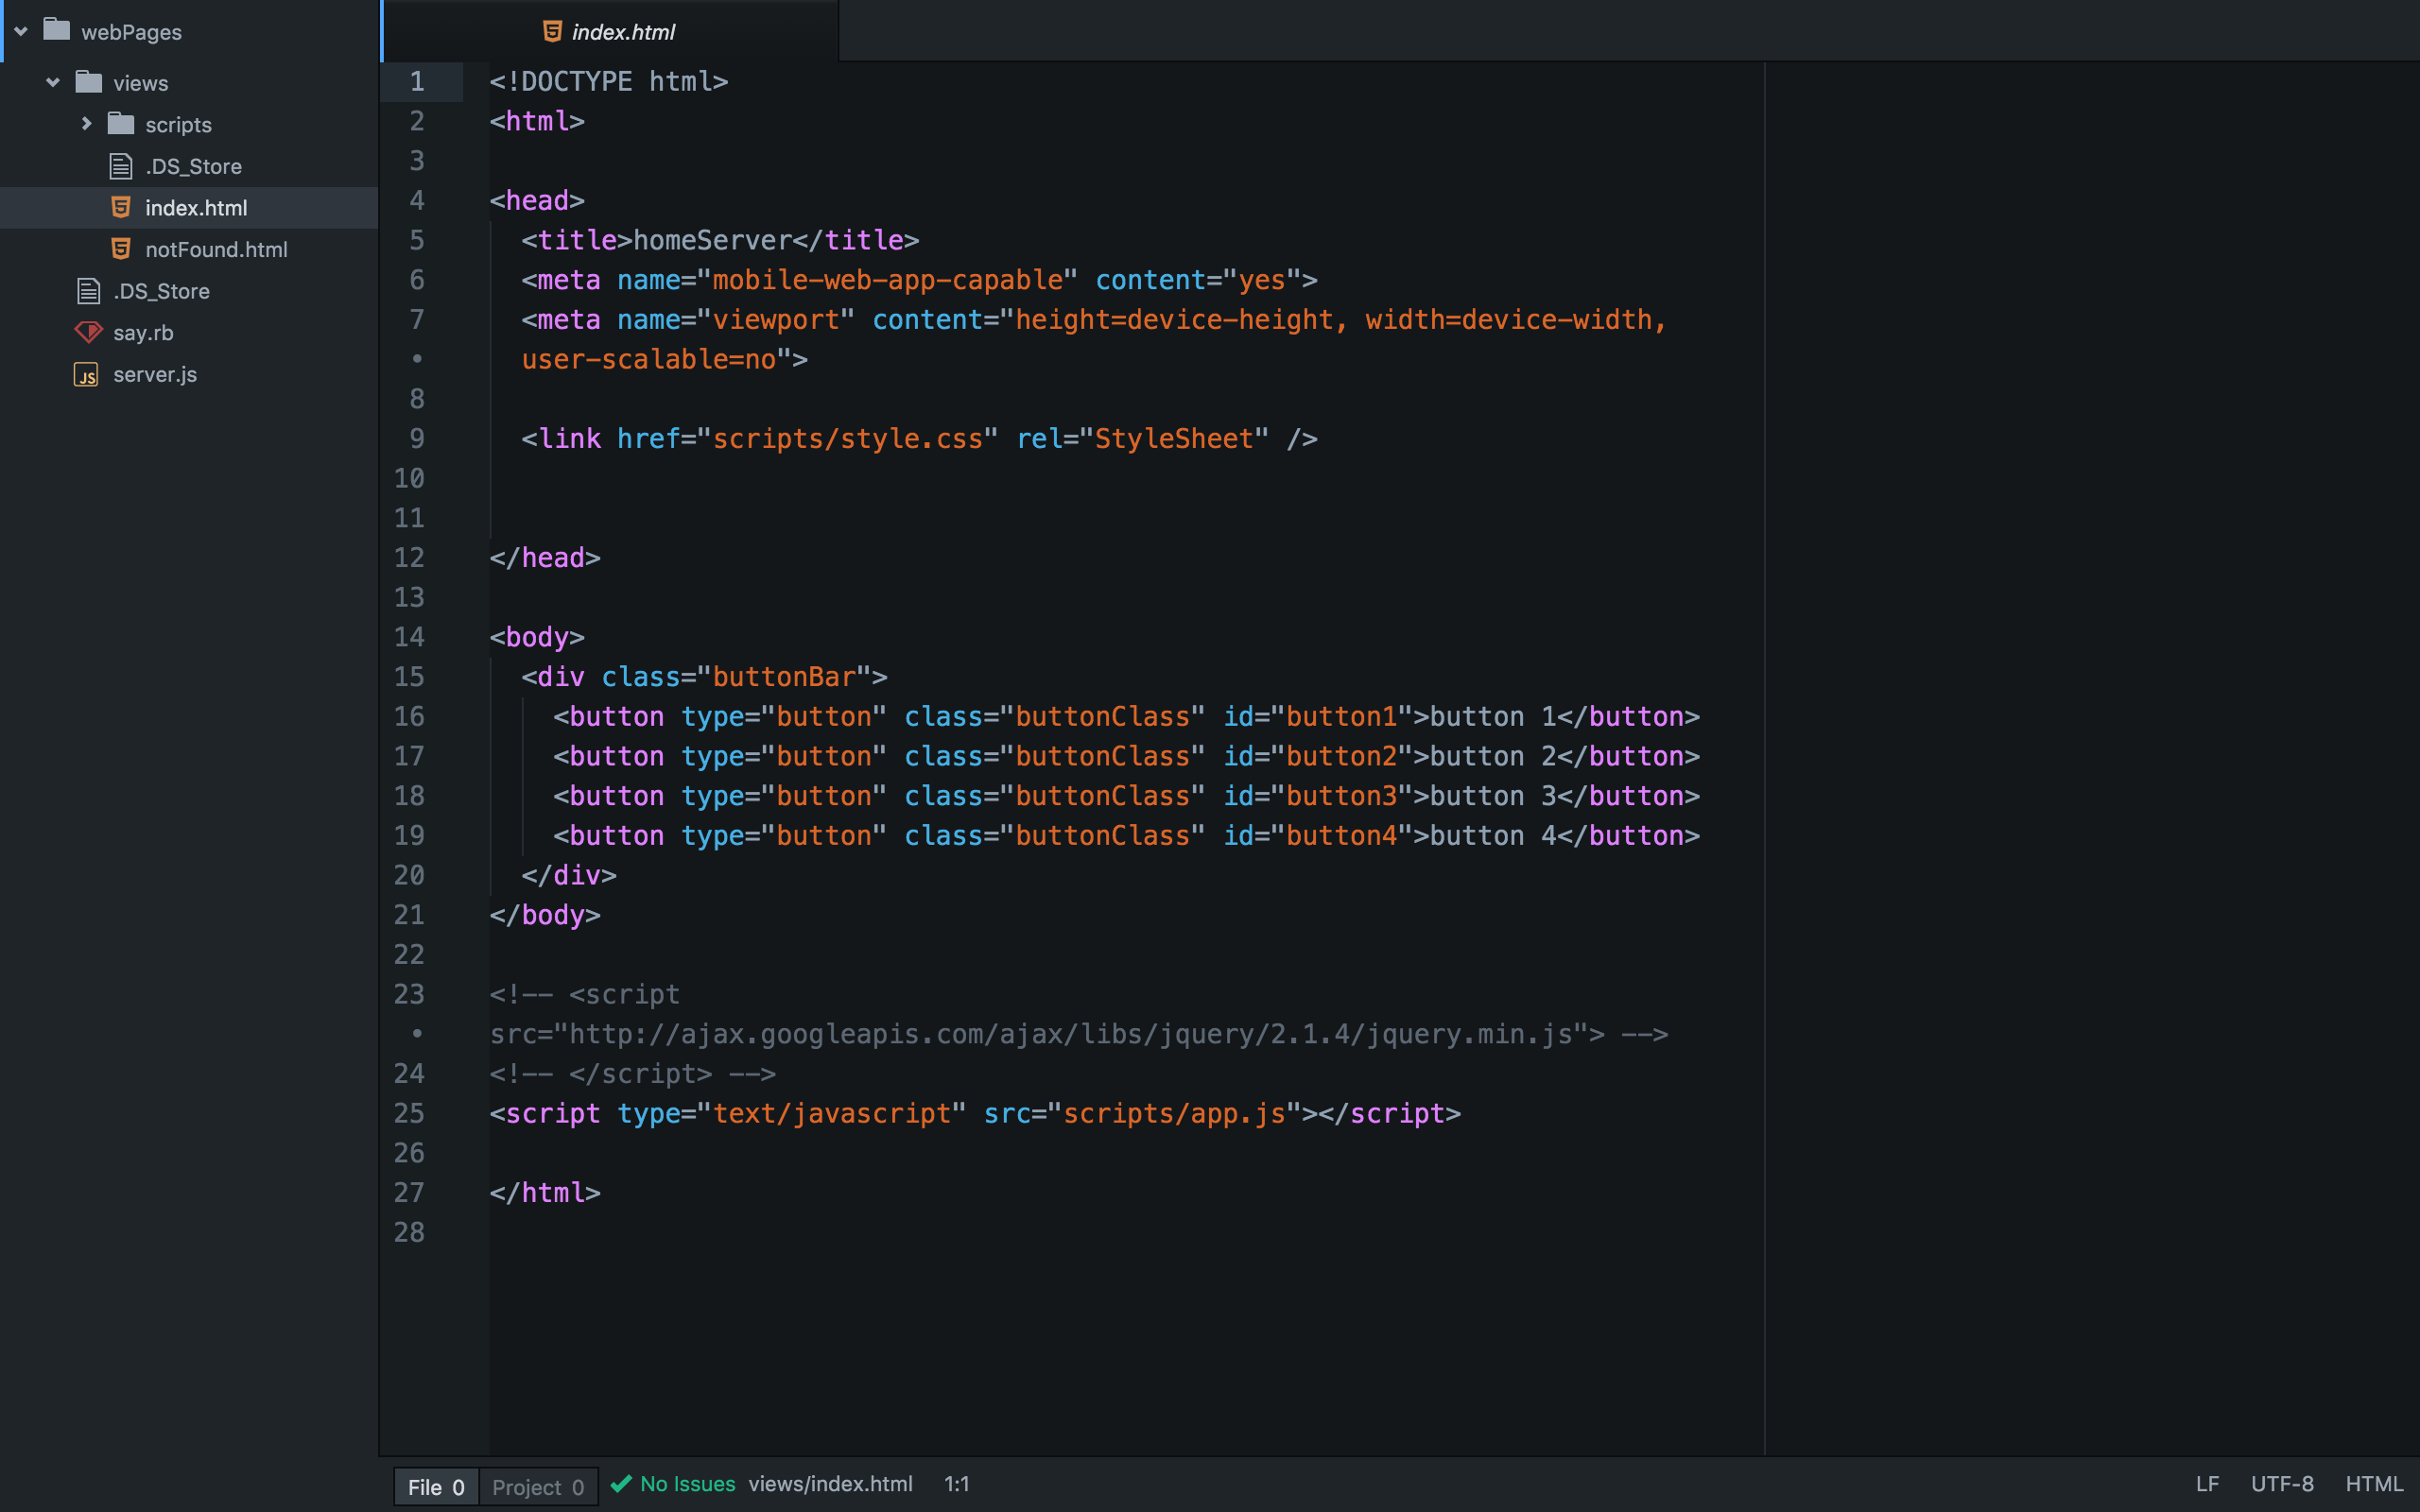 webPages
views
scripts
.DS_Store
index.html
notFound.html
.DS_Store
say.rb
JS server.js
index.html
1 <!DOCTYPE html>
2 <html>
3
4 <head>
5 <title>homeServer</title>
6 <meta name="mobile-web-app-capable" content="yes">
7 <meta name="viewport" content="height=device-height, width=device-width,
• user-scalable=no">
8
9 <link href="scripts/style.css" rel="StyleSheet" />
10
11
12 </head>
13
14 <body>
15 <div class="buttonBar">
16 <button type="button" class="buttonClass" id="button1">button 1</button>
17 <button type="button" class="buttonClass" id="button2">button 2</button>
18 <button type="button" class="buttonClass" id="button3">button 3</button>
19 <button type="button" class="buttonClass" id="button4">button 4</button>
20 </div>
21 </body>
22
23 <!-- <script
• src="http://ajax.googleapis.com/ajax/libs/jquery/2.1.4/jquery.min.js"> -->
24 <!-- </script> -->
25 <script type="text/javascript" src="scripts/app.js"></script>
26
27 </html>
28
File 0 Project 0 No Issues views/index.html 1:1 LF UTF-8 HTML